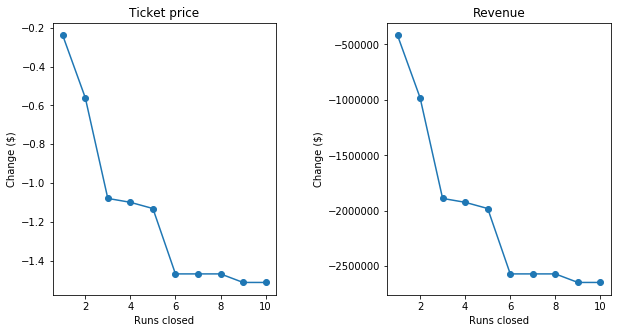 Ticket price
Change ($)
−0.2
−0.4
−0.6
−0.8
−1.0
−1.2
−1.4
2 4 6 8 10
Runs closed
Revenue
Change ($)
−500000
−1000000
−1500000
−2000000
−2500000
2 4 6 8 10
Runs closed